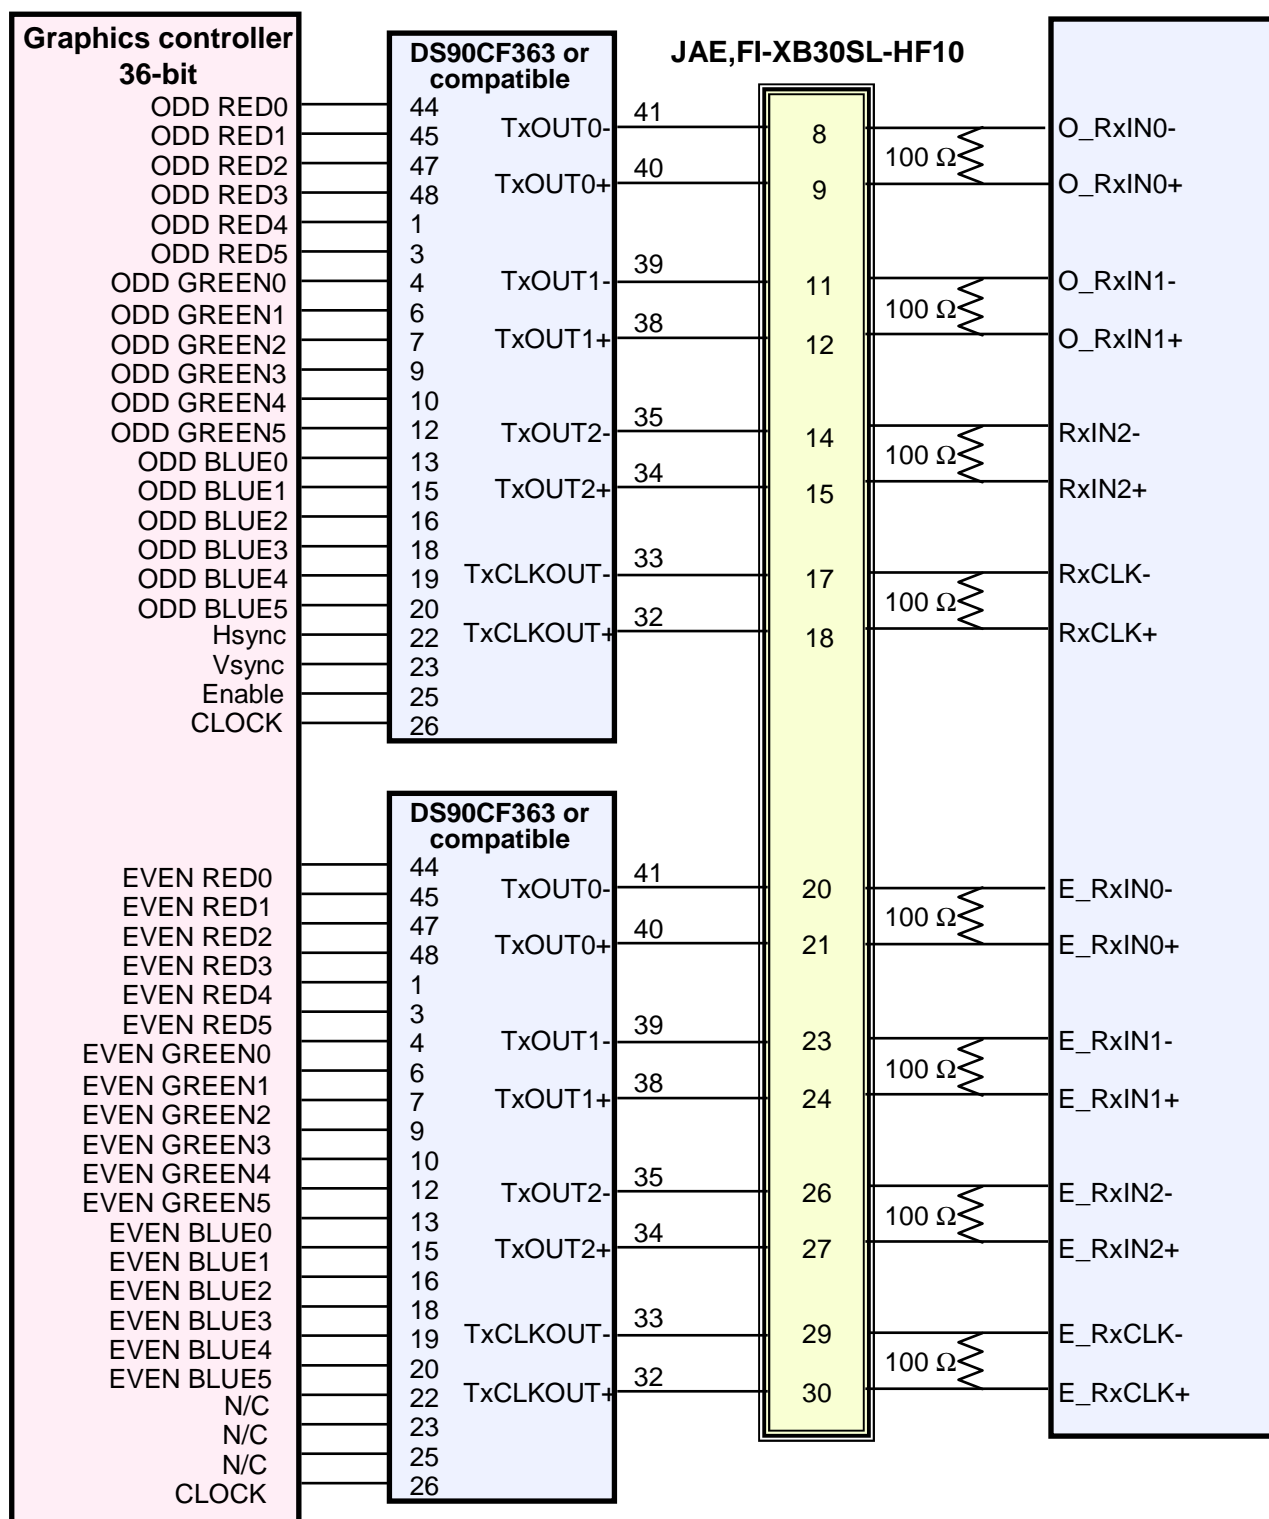 Graphics controller
36-bit
ODD RED0
ODD RED1
ODD RED2
ODD RED3
ODD RED4
ODD RED5
ODD GREEN0
ODD GREEN1
ODD GREEN2
ODD GREEN3
ODD GREEN4
ODD GREEN5
ODD BLUE0
ODD BLUE1
ODD BLUE2
ODD BLUE3
ODD BLUE4
ODD BLUE5
Hsync
Vsync
Enable
CLOCK
EVEN RED0
EVEN RED1
EVEN RED2
EVEN RED3
EVEN RED4
EVEN RED5
EVEN GREEN0
EVEN GREEN1
EVEN GREEN2
EVEN GREEN3
EVEN GREEN4
EVEN GREEN5
EVEN BLUE0
EVEN BLUE1
EVEN BLUE2
EVEN BLUE3
EVEN BLUE4
EVEN BLUE5
N/C
N/C
N/C
CLOCK
DS90CF363 or
compatible
44
45
47
48
1
3
4
6
7
9
10
12
13
15
16
18
19
20
22
23
25
26
TxOUT0-
TxOUT0+
TxOUT1-
TxOUT1+
TxOUT2-
TxOUT2+
TxCLKOUT-
TxCLKOUT+
41
40
39
38
35
34
33
32
DS90CF363 or
compatible
44
45
47
48
1
3
4
6
7
9
10
12
13
15
16
18
19
20
22
23
25
26
TxOUT0-
TxOUT0+
TxOUT1-
TxOUT1+
TxOUT2-
TxOUT2+
TxCLKOUT-
TxCLKOUT+
41
40
39
38
35
34
33
32
JAE,FI-XB30SL-HF10
8
9
11
12
14
15
17
18
20
21
23
24
26
27
29
30
100 Ω
100 Ω
100 Ω
100 Ω
100 Ω
100 Ω
100 Ω
100 Ω
O_RxIN0-
O_RxIN0+
O_RxIN1-
O_RxIN1+
RxIN2-
RxIN2+
RxCLK-
RxCLK+
E_RxIN0-
E_RxIN0+
E_RxIN1-
E_RxIN1+
E_RxIN2-
E_RxIN2+
E_RxCLK-
E_RxCLK+